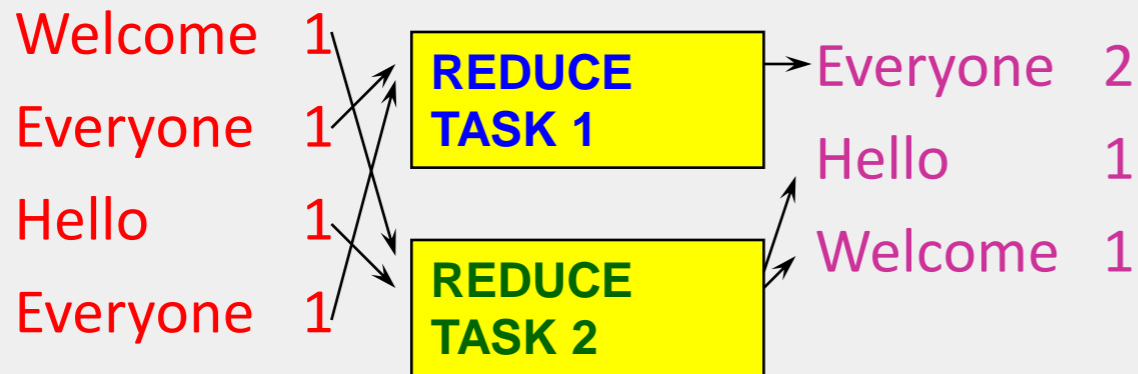 Welcome 1
Everyone 1
Hello 1
Everyone 1
REDUCE
TASK 1
REDUCE
TASK 2
Everyone 2
Hello 1
Welcome 1